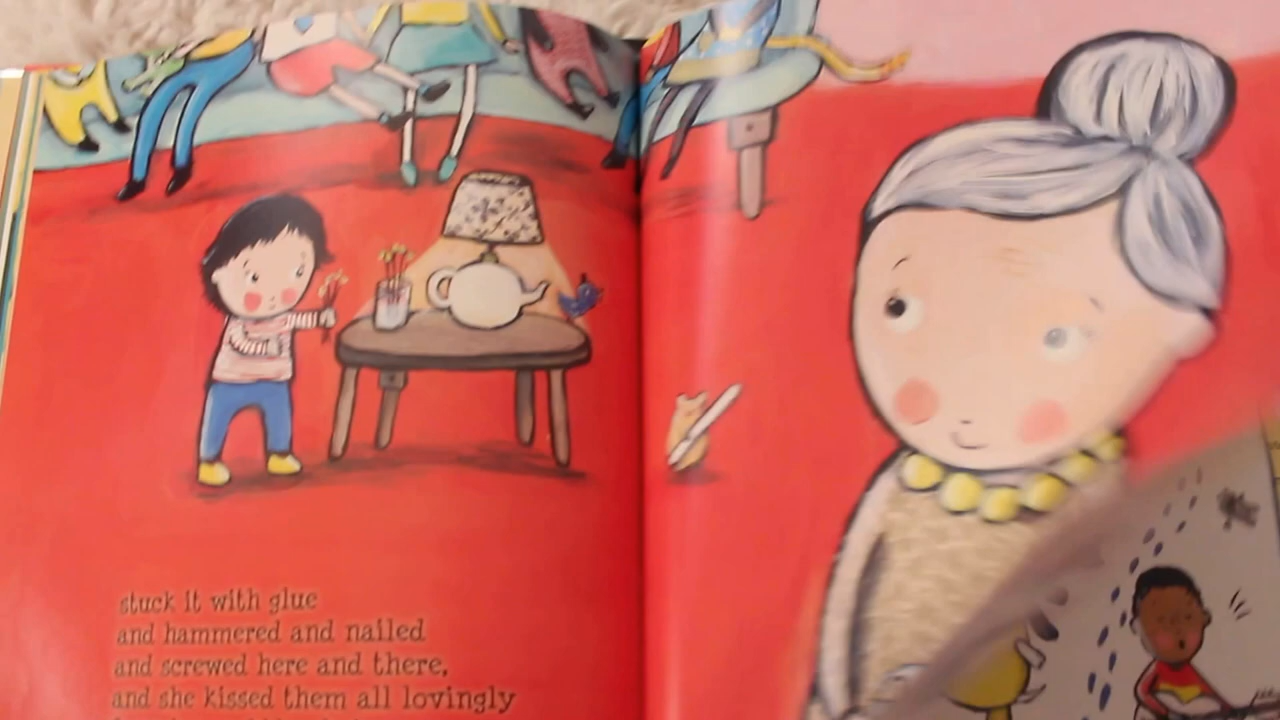 stuck it with glue
and hammered and nailed
and screwed here and there,
and she kissed them all lovingly